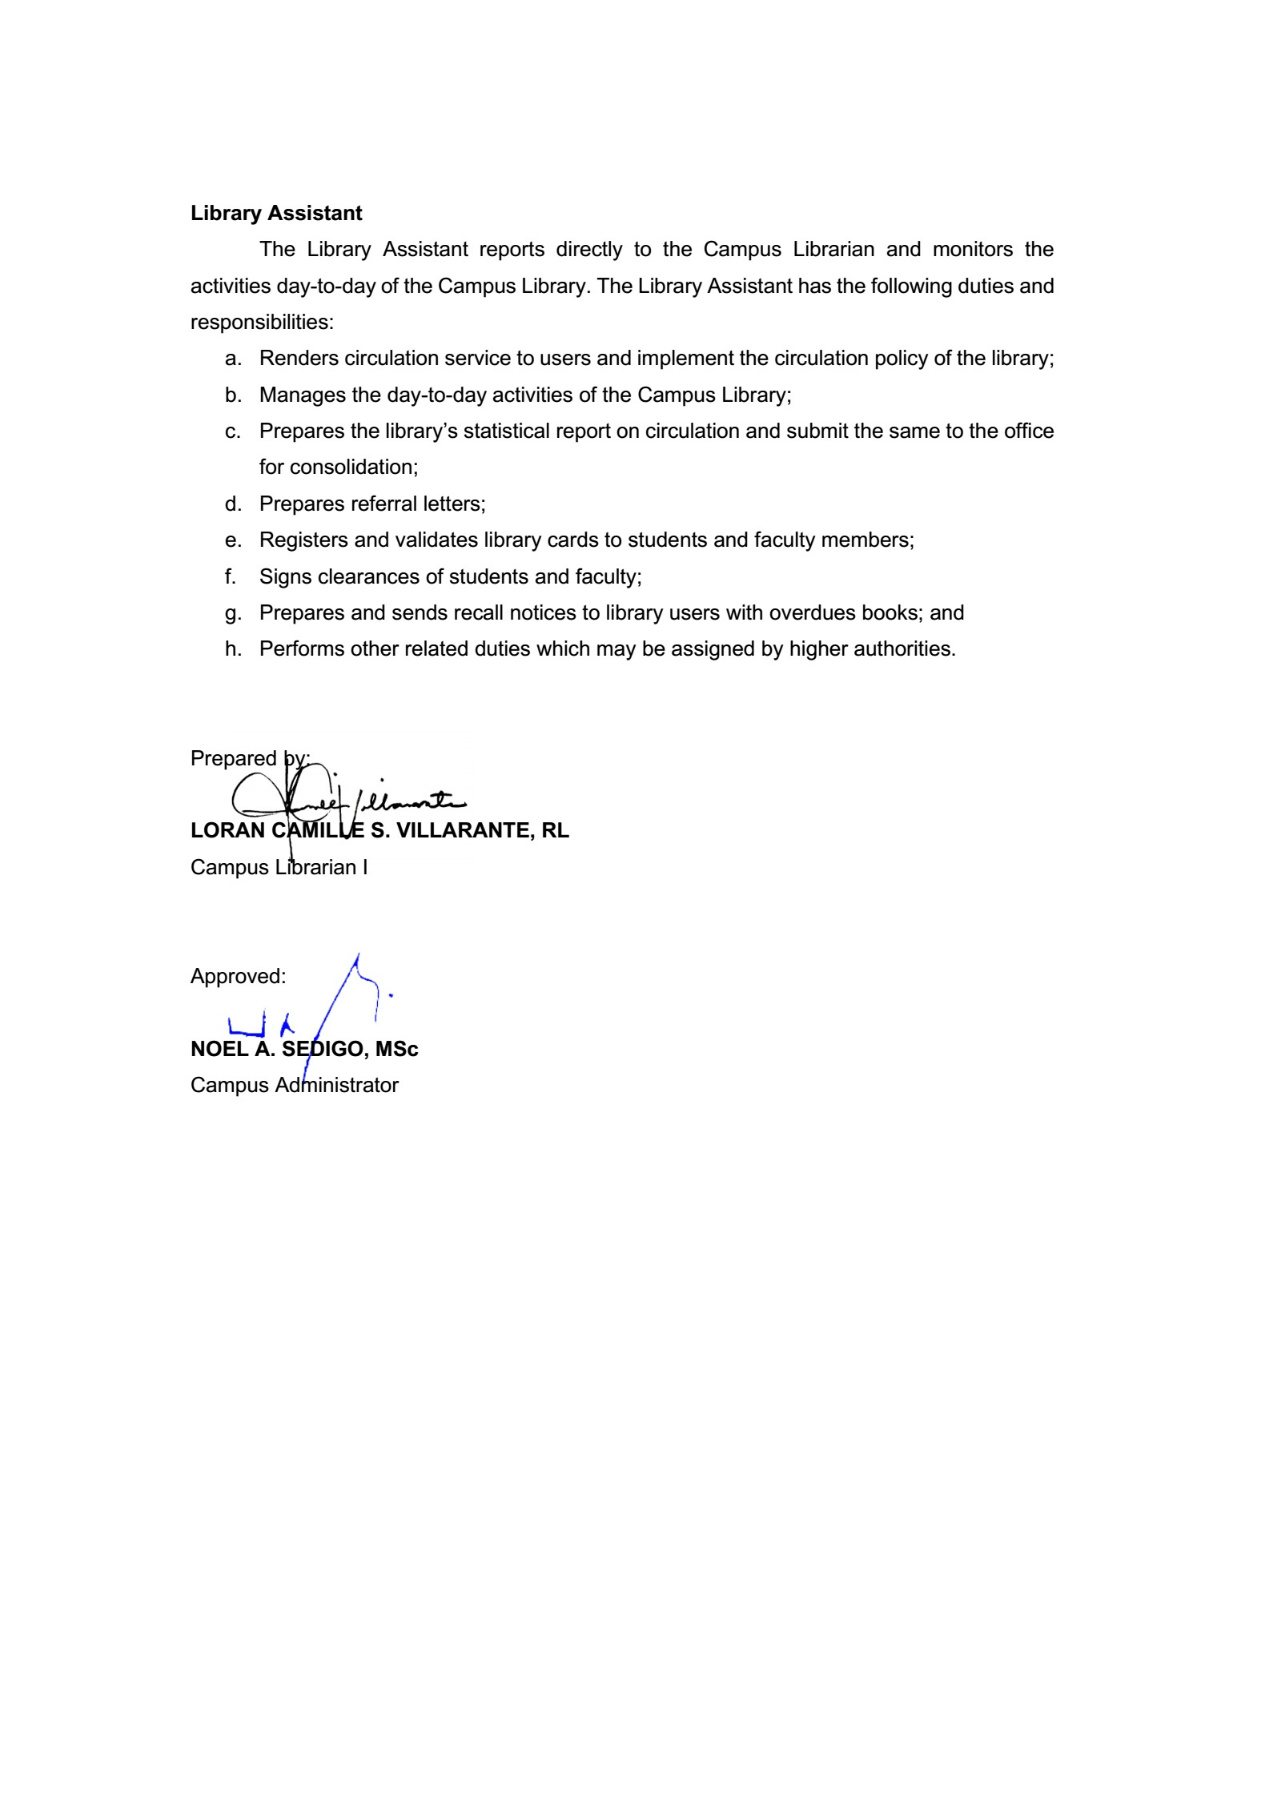 Library Assistant
The Library Assistant reports directly to the Campus Librarian and monitors the
activities day-to-day of the Campus Library. The Library Assistant has the following duties and
responsibilities:
a. Renders circulation service to users and implement the circulation policy of the library;
b. Manages the day-to-day activities of the Campus Library;
c. Prepares the library’s statistical report on circulation and submit the same to the office
for consolidation;
d. Prepares referral letters;
e. Registers and validates library cards to students and faculty members;
f. Signs clearances of students and faculty;
g. Prepares and sends recall notices to library users with overdues books; and
h. Performs other related duties which may be assigned by higher authorities.
Prepared by:
LORAN CAMILLE S. VILLARANTE, RL
Campus Librarian I
Approved:
NOEL A. SEDIGO, MSc
Campus Administrator